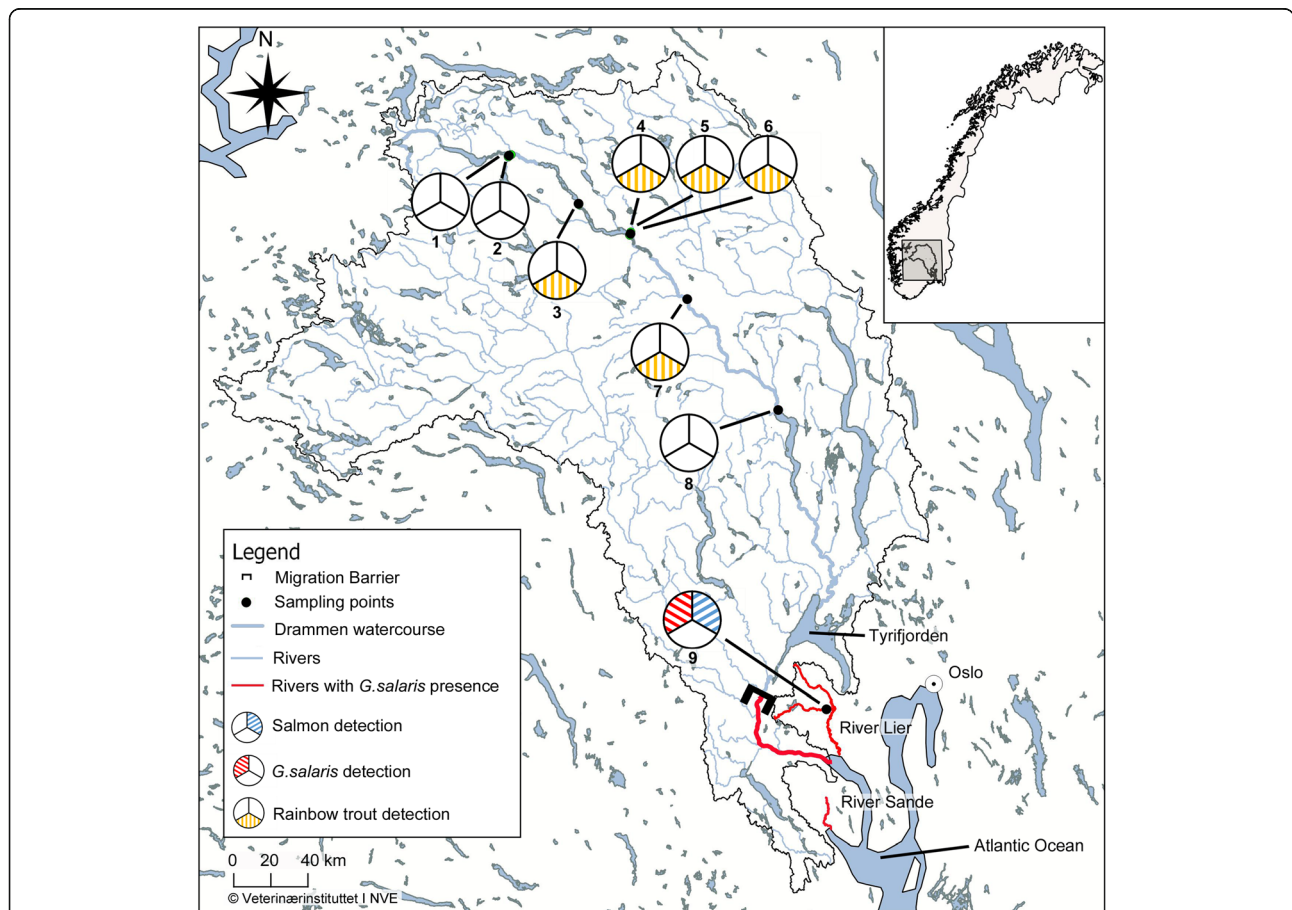 N
4 5 6
1
2
3
7
8
9
Legend
Migration Barrier
Sampling points
Drammen watercourse
Rivers
Rivers with G.salaris presence
Salmon detection
G.salaris detection
Rainbow trout detection
0 20 40 km
© Veterinærinstituttet I NVE
Tyrifjorden
Oslo
River Lier
River Sande
Atlantic Ocean